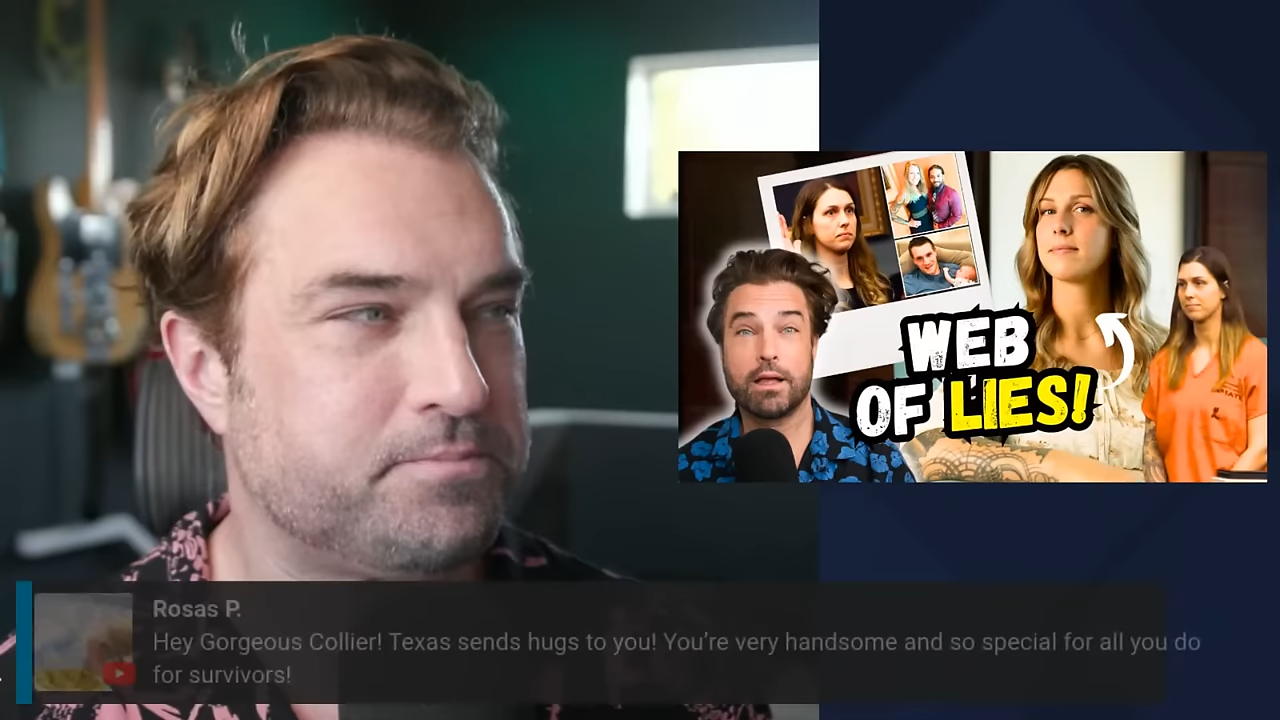 WEB
OF LIES!
Rosas P.
Hey Gorgeous Collier! Texas sends hugs to you! You’re very handsome and so special for all you do
for survivors!